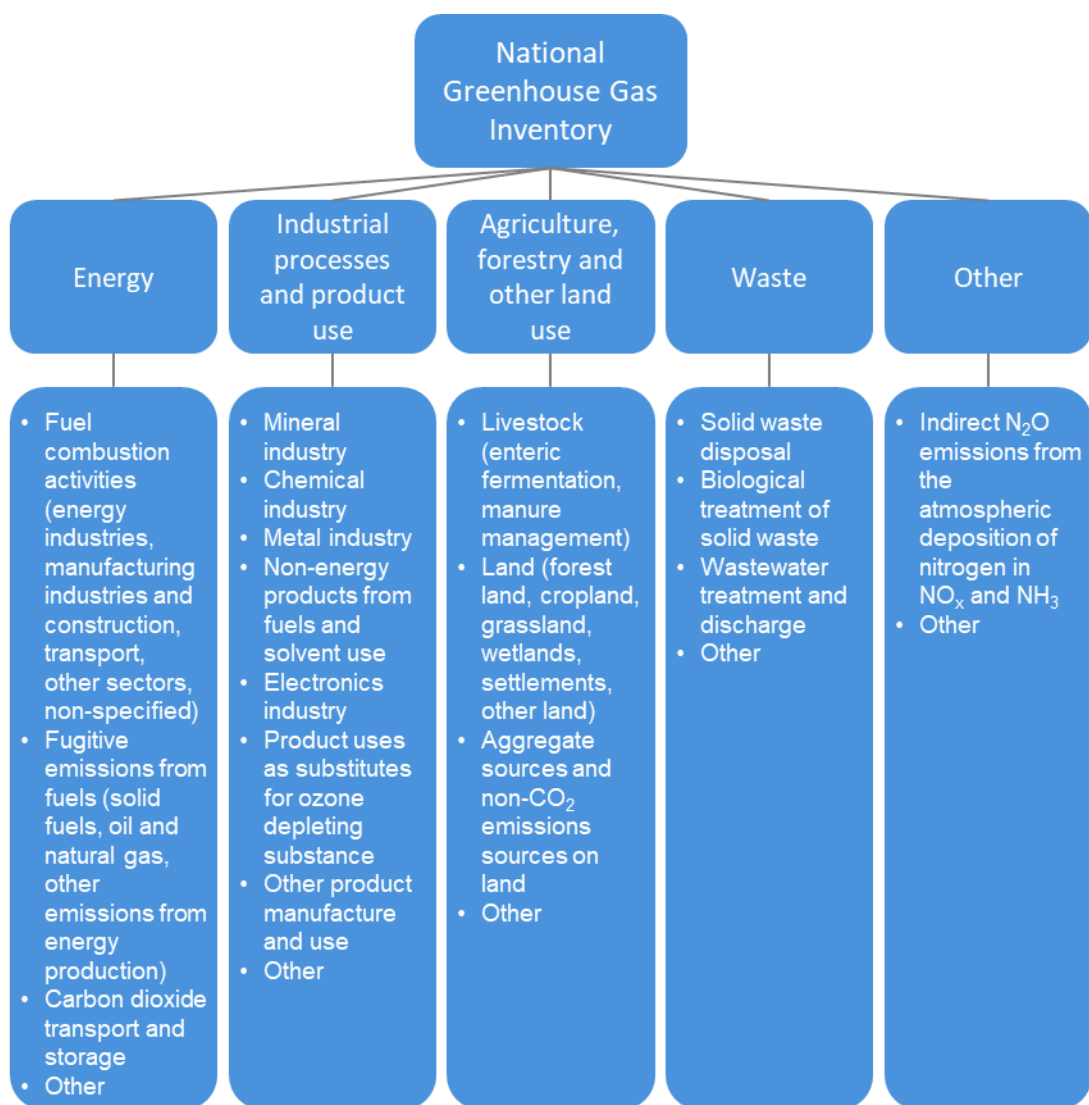 National
Greenhouse Gas
Inventory
Energy
Industrial
processes
and product
use
Agriculture,
forestry and
other land
use
Waste
Other
• Fuel
combustion
activities
(energy
industries,
manufacturing
industries and
construction,
transport,
other sectors,
non-specified)
• Fugitive
emissions from
fuels (solid
fuels, oil and
natural gas,
other
emissions from
energy
production)
• Carbon dioxide
transport and
storage
• Other
• Mineral
industry
• Chemical
industry
• Metal industry
• Non-energy
products from
fuels and
solvent use
• Electronics
industry
• Product uses
as substitutes
for ozone
depleting
substance
• Other product
manufacture
and use
• Other
• Livestock
(enteric
fermentation,
manure
management)
• Land (forest
land, cropland,
grassland,
wetlands,
settlements,
other land)
• Aggregate
sources and
non-CO₂
emissions
sources on
land
• Other
• Solid waste
disposal
• Biological
treatment of
solid waste
• Wastewater
treatment and
discharge
• Other
• Indirect N₂O
emissions from
the
atmospheric
deposition of
nitrogen in
NOₓ and NH₃
• Other